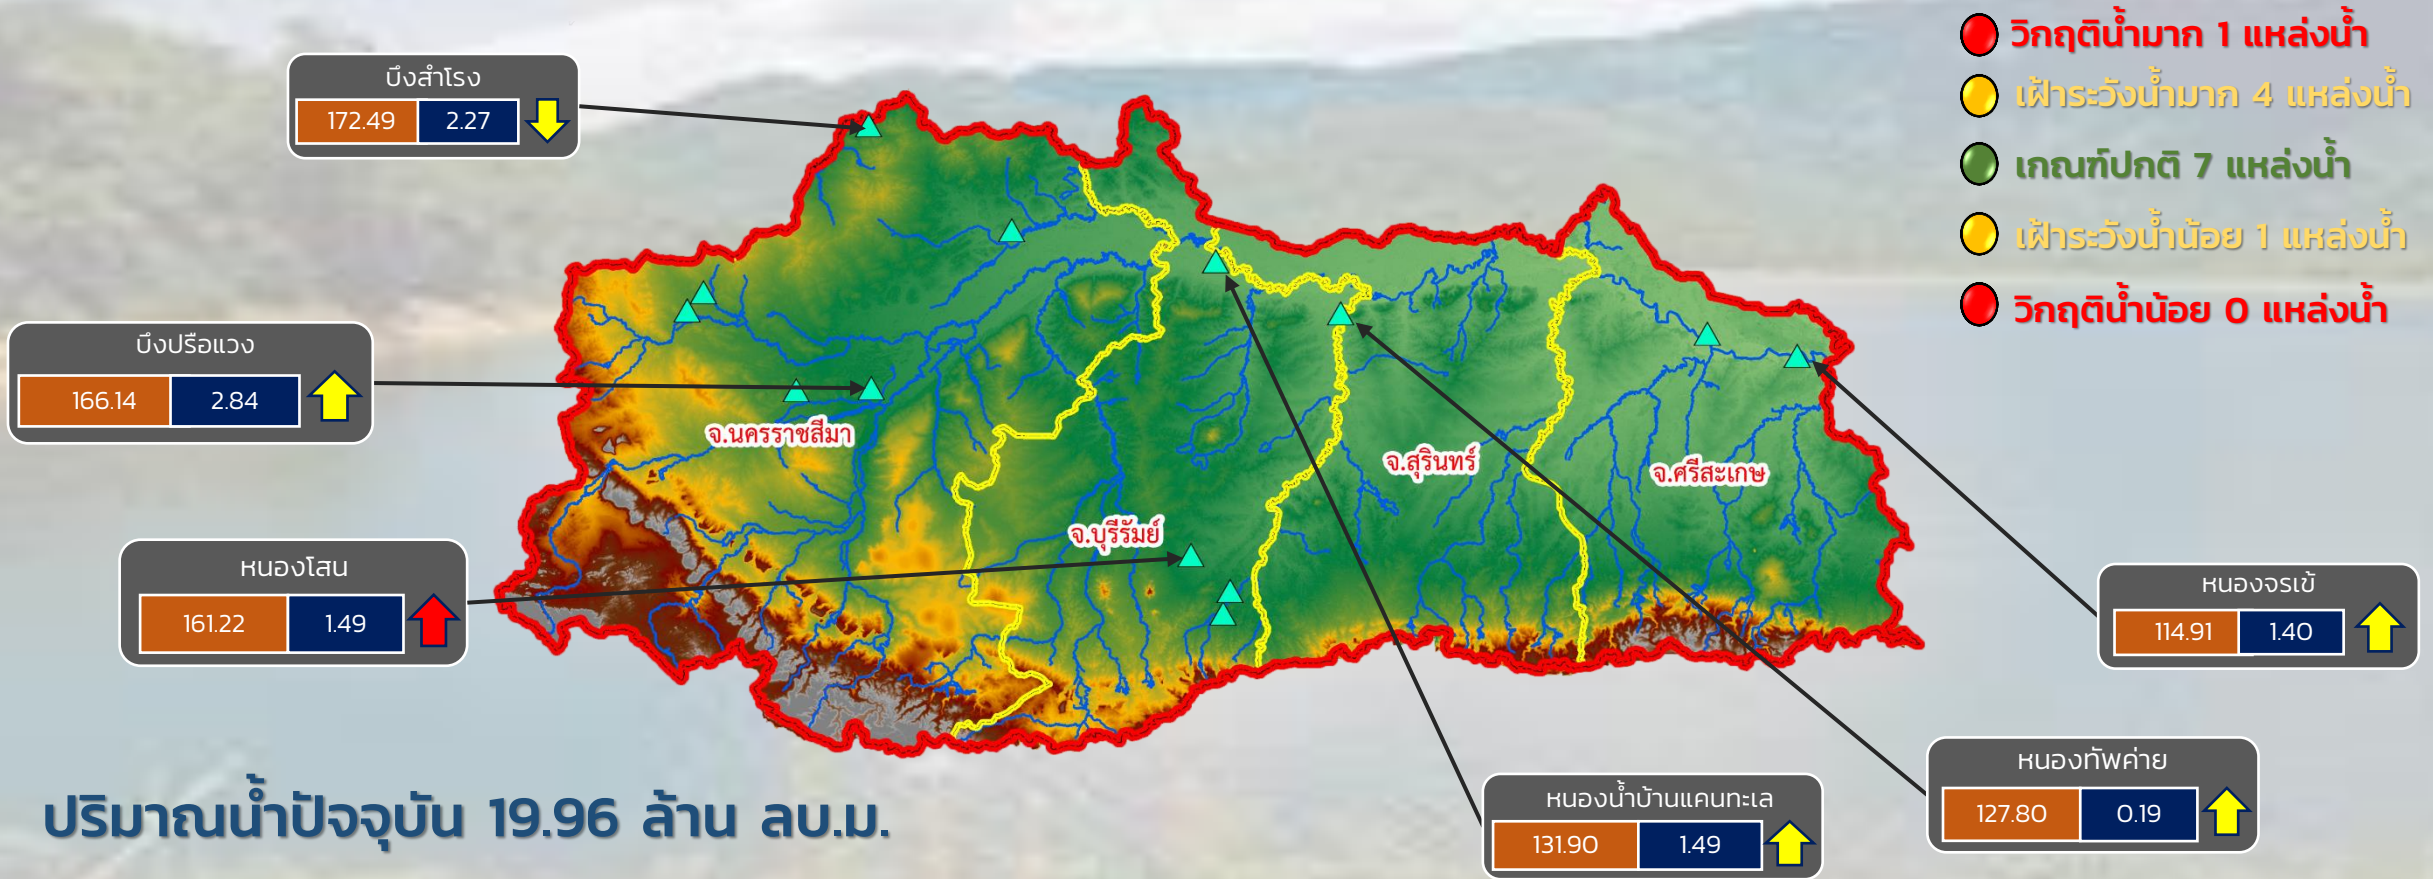 วิกฤติน้ำมาก 1 แหล่งน้ำ
เฝ้าระวังน้ำมาก 4 แหล่งน้ำ
เกณฑ์ปกติ 7 แหล่งน้ำ
เฝ้าระวังน้ำน้อย 1 แหล่งน้ำ
วิกฤติน้ำน้อย 0 แหล่งน้ำ
บึงสำโรง
172.49 2.27
บึงปรือแวง
166.14 2.84
หนองโสน
161.22 1.49
จ.นครราชสีมา
จ.บุรีรัมย์
จ.สุรินทร์
จ.ศรีสะเกษ
หนองจรเข้
114.91 1.40
หนองทัพค่าย
127.80 0.19
หนองน้ำบ้านแคนทะเล
131.90 1.49
ปริมาณน้ำปัจจุบัน 19.96 ล้าน ลบ.ม.